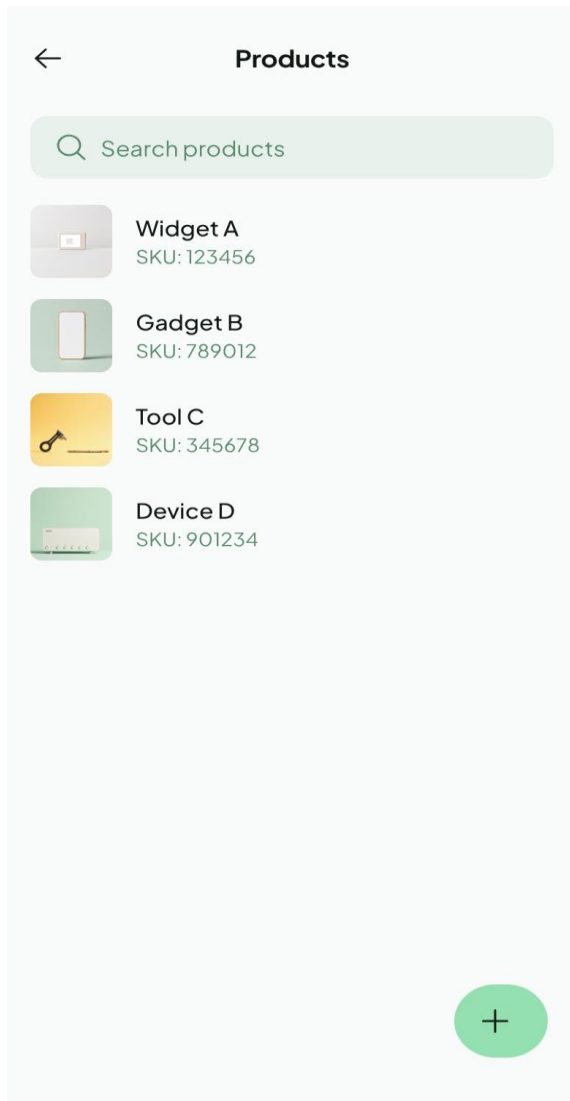 Products
Search products
Widget A
SKU: 123456
Gadget B
SKU: 789012
Tool C
SKU: 345678
Device D
SKU: 901234